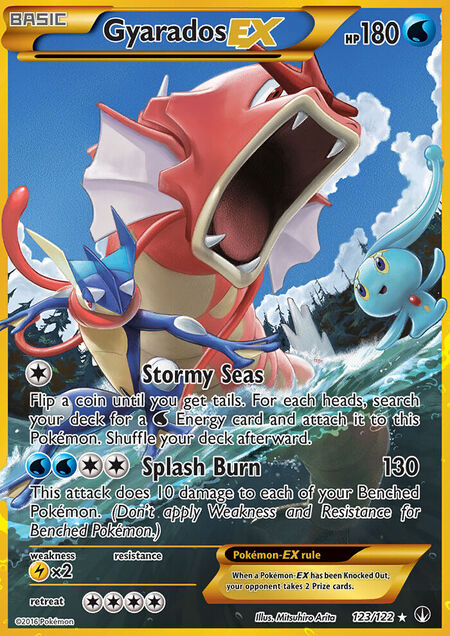 BASIC
Gyarados EX
HP180
Stormy Seas
Flip a coin until you get tails. For each heads, search
your deck for a Energy card and attach it to this
Pokémon. Shuffle your deck afterward.
Splash Burn 130
This attack does 10 damage to each of your Benched
Pokémon. (Don't apply Weakness and Resistance for
Benched Pokémon.)
weakness resistance
×2
retreat
Pokémon-EX rule
When a Pokémon-EX has been Knocked Out,
your opponent takes 2 Prize cards.
©2016 Pokémon
Illus. Mitsuhiro Arita
123/122